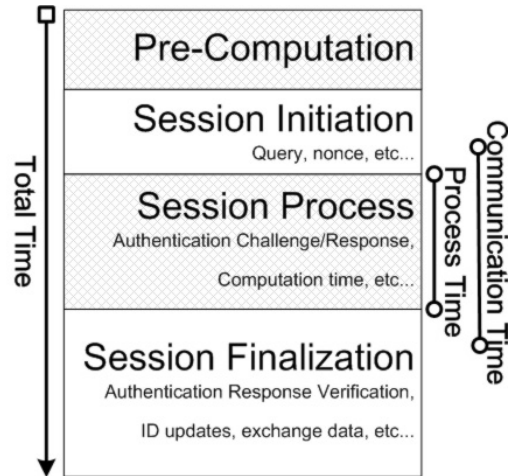 Pre-Computation
Session Initiation
Query, nonce, etc...
Session Process
Authentication Challenge/Response,
Computation time, etc...
Session Finalization
Authentication Response Verification,
ID updates, exchange data, etc...
Total Time
Process Time
Communication Time